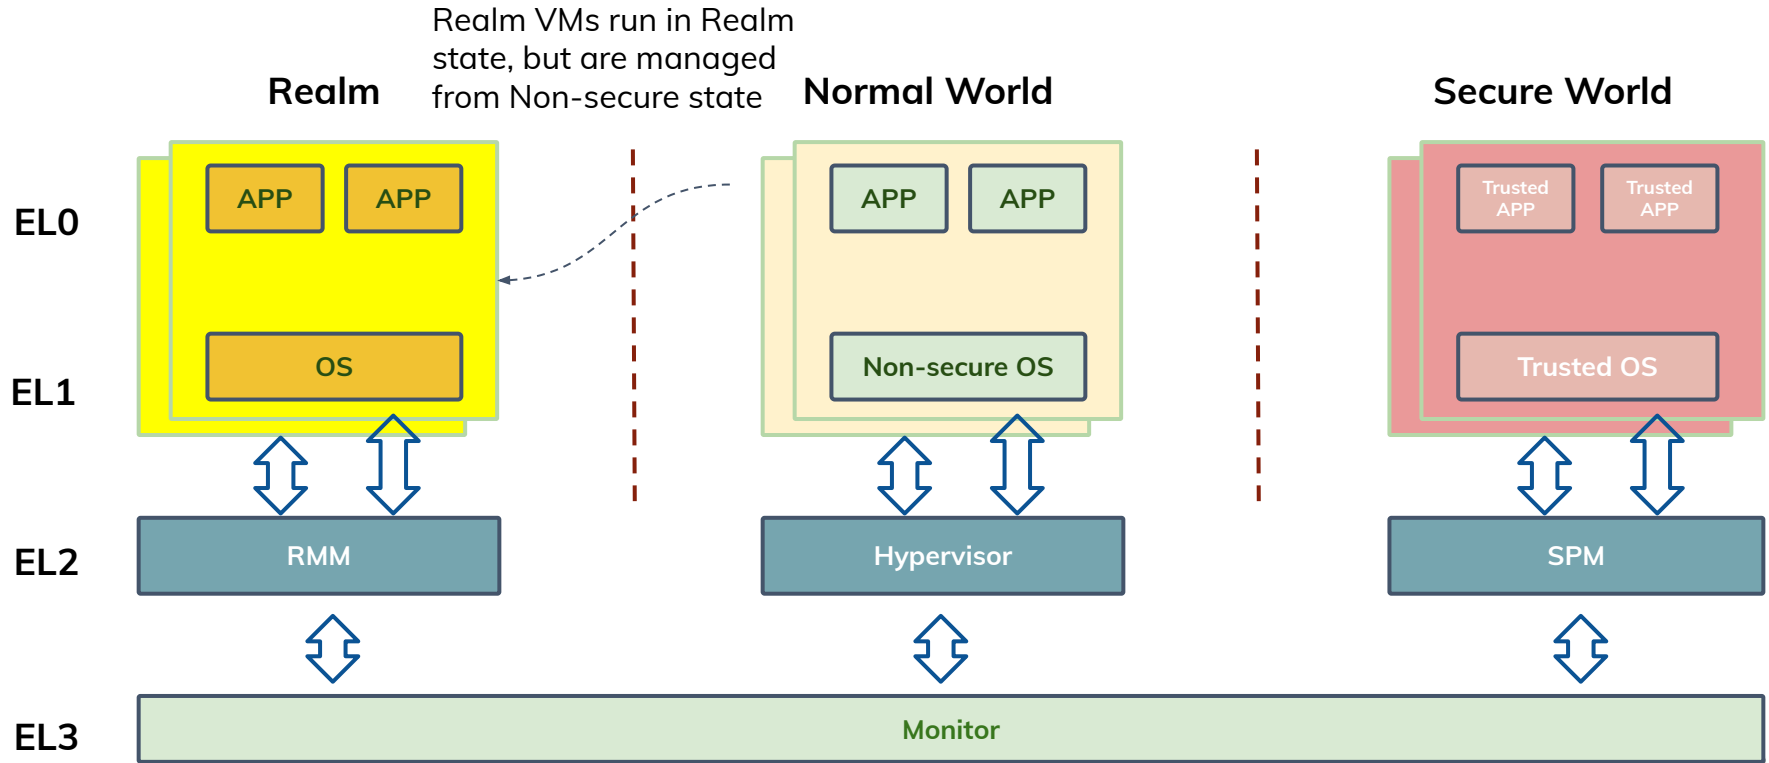 Realm VMs run in Realm
state, but are managed
from Non-secure state
Realm
Normal World
Secure World
EL0
APP
APP
APP
APP
Trusted
APP
Trusted
APP
EL1
OS
Non-secure OS
Trusted OS
EL2
RMM
Hypervisor
SPM
EL3
Monitor